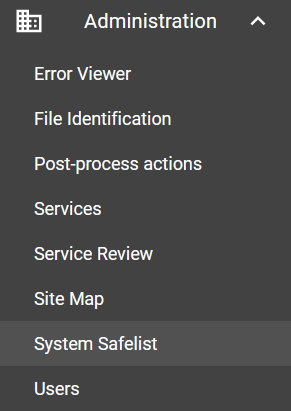 Administration
Error Viewer
File Identification
Post-process actions
Services
Service Review
Site Map
System Safelist
Users